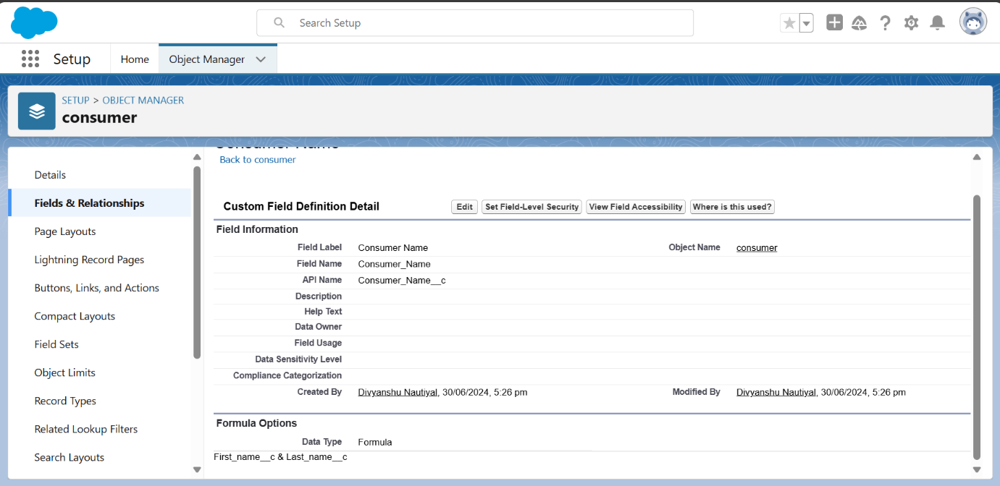 Search Setup
Setup
Home
Object Manager
SETUP > OBJECT MANAGER
consumer
Details
Fields & Relationships
Page Layouts
Lightning Record Pages
Buttons, Links, and Actions
Compact Layouts
Field Sets
Object Limits
Record Types
Related Lookup Filters
Search Layouts
Consumer Name
Back to consumer
Custom Field Definition Detail Edit Set Field-Level Security View Field Accessibility Where is this used?
Field Information
Field Label Consumer Name Object Name consumer
Field Name Consumer_Name
API Name Consumer_Name__c
Description
Help Text
Data Owner
Field Usage
Data Sensitivity Level
Compliance Categorization
Created By Divyanshu Nautiyal, 30/06/2024, 5:26 pm Modified By Divyanshu Nautiyal, 30/06/2024, 5:26 pm
Formula Options
Data Type Formula
First_name__c & Last_name__c